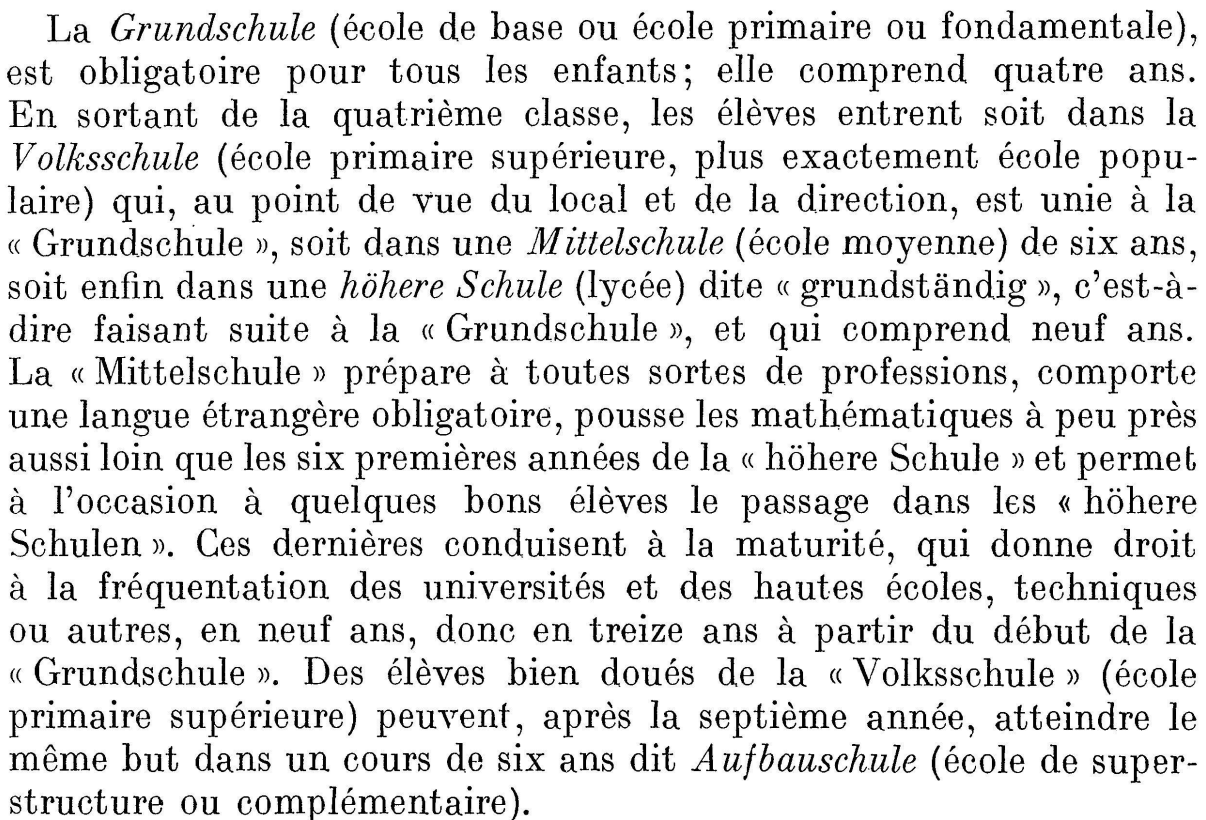 La Grundschule (école de base ou école primaire ou fondamentale),
est obligatoire pour tous les enfants; elle comprend quatre ans.
En sortant de la quatrième classe, les élèves entrent soit dans la
Volksschule (école primaire supérieure, plus exactement école popu-
laire) qui, au point de vue du local et de la direction, est unie à la
« Grundschule », soit dans une Mittelschule (école moyenne) de six ans,
soit enfin dans une höhere Schule (lycée) dite « grundständig », c'est-à-
dire faisant suite à la « Grundschule », et qui comprend neuf ans.
La « Mittelschule » prépare à toutes sortes de professions, comporte
une langue étrangère obligatoire, pousse les mathématiques à peu près
aussi loin que les six premières années de la « höhere Schule » et permet
à l'occasion à quelques bons élèves le passage dans les « höhere
Schulen ». Ces dernières conduisent à la maturité, qui donne droit
à la fréquentation des universités et des hautes écoles, techniques
ou autres, en neuf ans, donc en treize ans à partir du début de la
« Grundschule ». Des élèves bien doués de la « Volksschule » (école
primaire supérieure) peuvent, après la septième année, atteindre le
même but dans un cours de six ans dit Aufbauschule (école de super-
structure ou complémentaire).